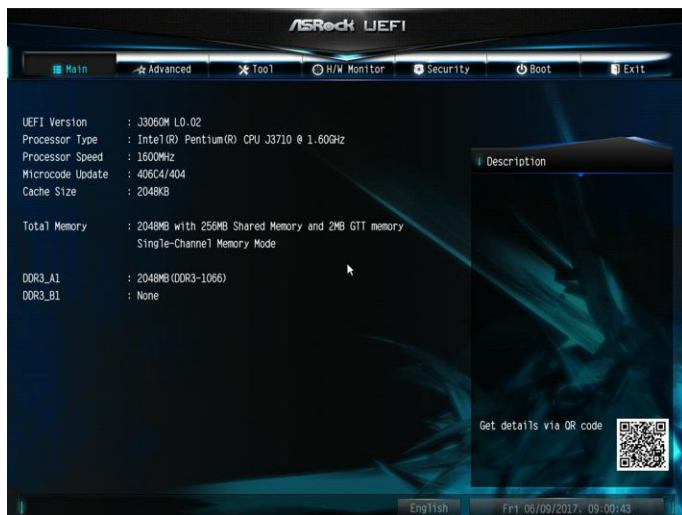 ASRock UEFI
Main Advanced Tool H/W Monitor Security Boot Exit
UEFI Version : J3060M L0.02
Processor Type : Intel(R) Pentium(R) CPU J3710 @ 1.60GHz
Processor Speed : 1600MHz
Microcode Update : 406C4/404
Cache Size : 2048KB
Total Memory : 2048MB with 256MB Shared Memory and 2MB GTT memory
Single-Channel Memory Mode
DDR3_A1 : 2048MB(DDR3-1066)
DDR3_B1 : None
Description
Get details via QR code
English Fri 06/09/2017, 09:00:43